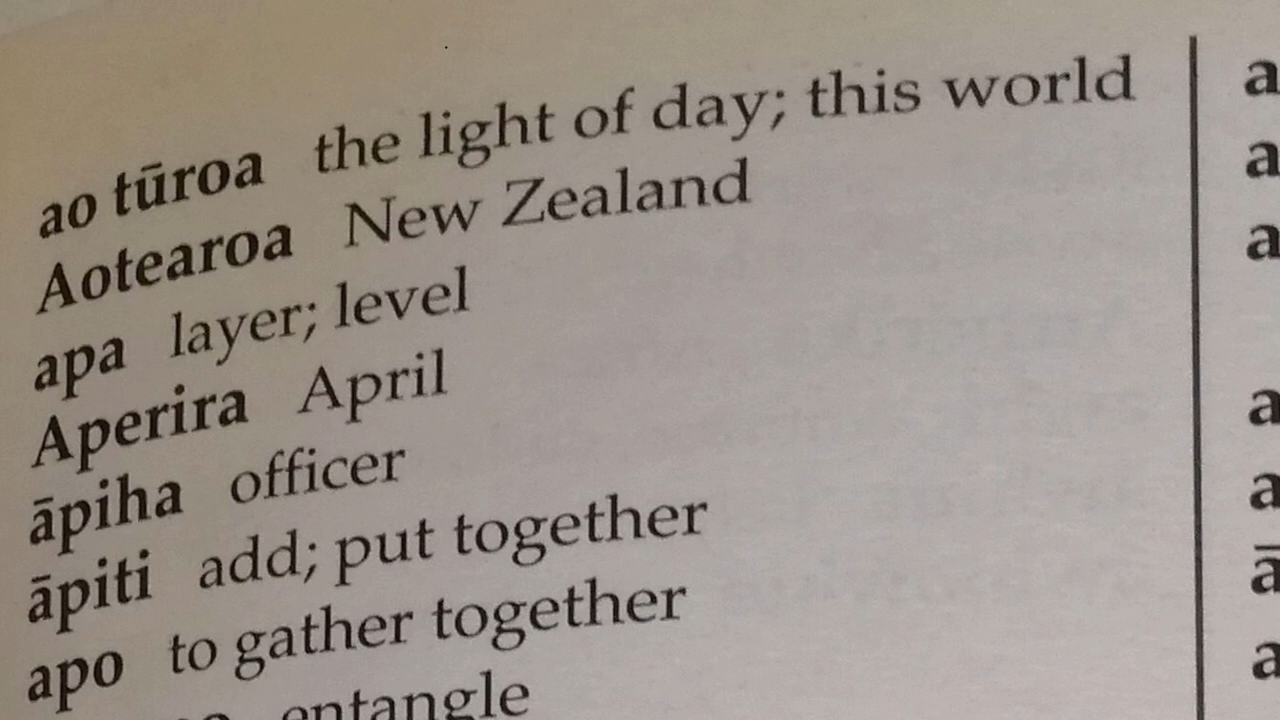 ao tūroa the light of day; this world
Aotearoa New Zealand
apa layer; level
Aperira April
āpiha officer
āpiti add; put together
apo to gather together
entangle
a
a
a
a
a
ā
a